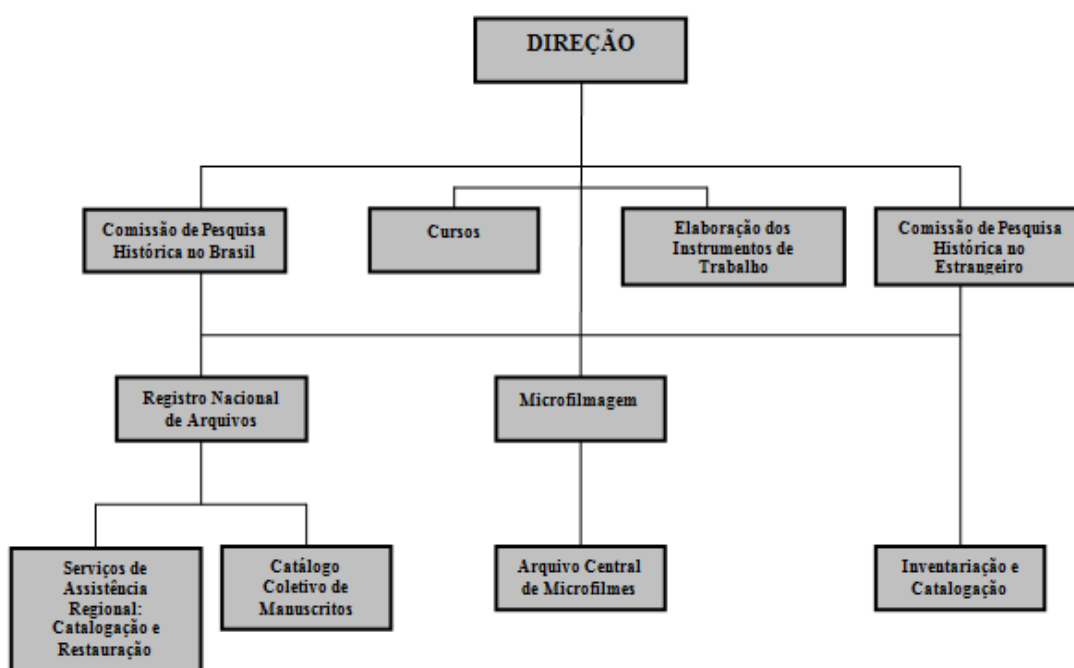 DIREÇÃO
Comissão de Pesquisa
Histórica no Brasil
Cursos
Elaboração dos
Instrumentos de
Trabalho
Comissão de Pesquisa
Histórica no
Estrangeiro
Registro Nacional
de Arquivos
Microfilmagem
Serviços de
Assistência
Regional:
Catalogação e
Restauração
Catálogo
Coletivo de
Manuscritos
Arquivo Central
de Microfilmes
Inventariação e
Catalogação